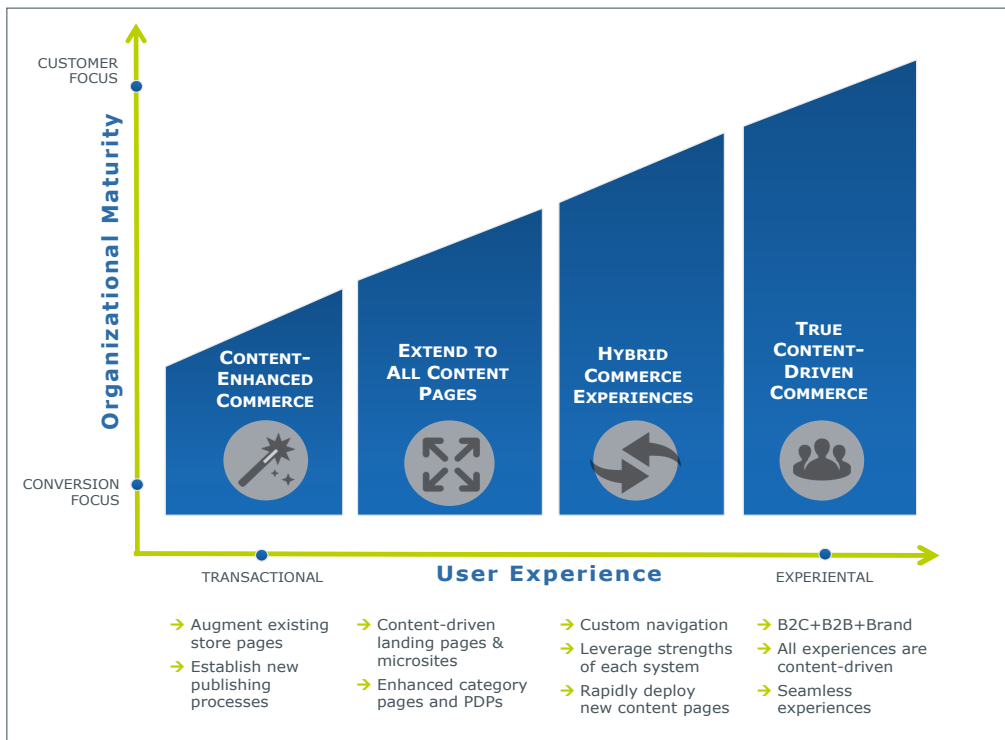 CUSTOMER
FOCUS
Organizational Maturity
CONVERSION
FOCUS
CONTENT-
ENHANCED
COMMERCE
EXTEND TO
ALL CONTENT
PAGES
HYBRID
COMMERCE
EXPERIENCES
TRUE
CONTENT-
DRIVEN
COMMERCE
TRANSACTIONAL
User Experience
EXPERIENTAL
→ Augment existing
store pages
→ Establish new
publishing
processes
→ Content-driven
landing pages &
microsites
→ Enhanced category
pages and PDPs
→ Custom navigation
→ Leverage strengths
of each system
→ Rapidly deploy
new content pages
→ B2C+B2B+Brand
→ All experiences are
content-driven
→ Seamless
experiences